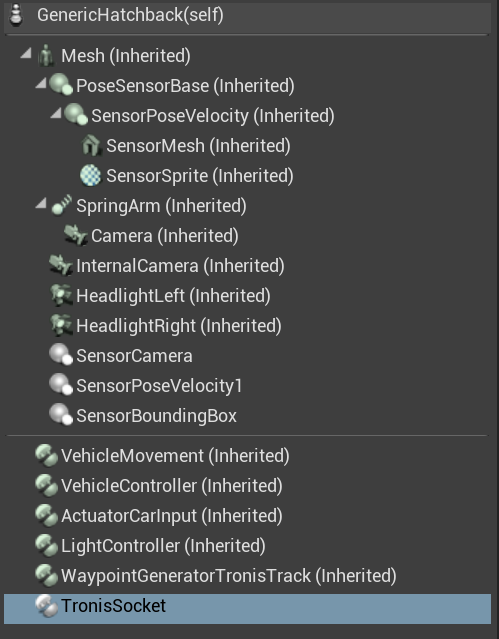 GenericHatchback(self)
Mesh (Inherited)
PoseSensorBase (Inherited)
SensorPoseVelocity (Inherited)
SensorMesh (Inherited)
SensorSprite (Inherited)
SpringArm (Inherited)
Camera (Inherited)
InternalCamera (Inherited)
HeadlightLeft (Inherited)
HeadlightRight (Inherited)
SensorCamera
SensorPoseVelocity1
SensorBoundingBox
VehicleMovement (Inherited)
VehicleController (Inherited)
ActuatorCarInput (Inherited)
LightController (Inherited)
WaypointGeneratorTronisTrack (Inherited)
TronisSocket